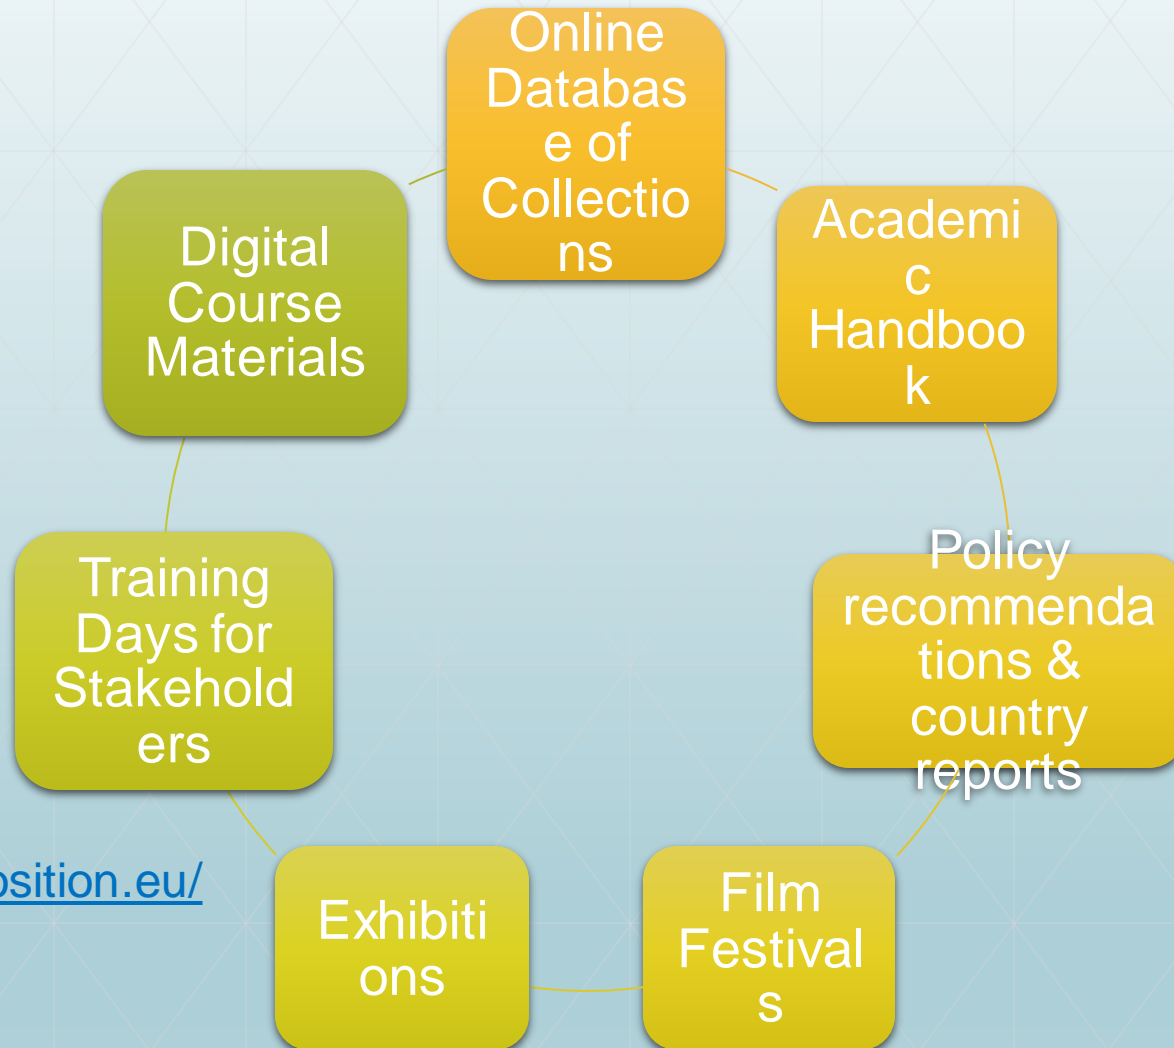 Online
Databas
e of
Collectio
ns
Academi
c
Handboo
k
Policy
recommenda
tions &
country
reports
Film
Festival
s
Exhibiti
ons
Training
Days for
Stakehold
ers
Digital
Course
Materials
osition.eu/